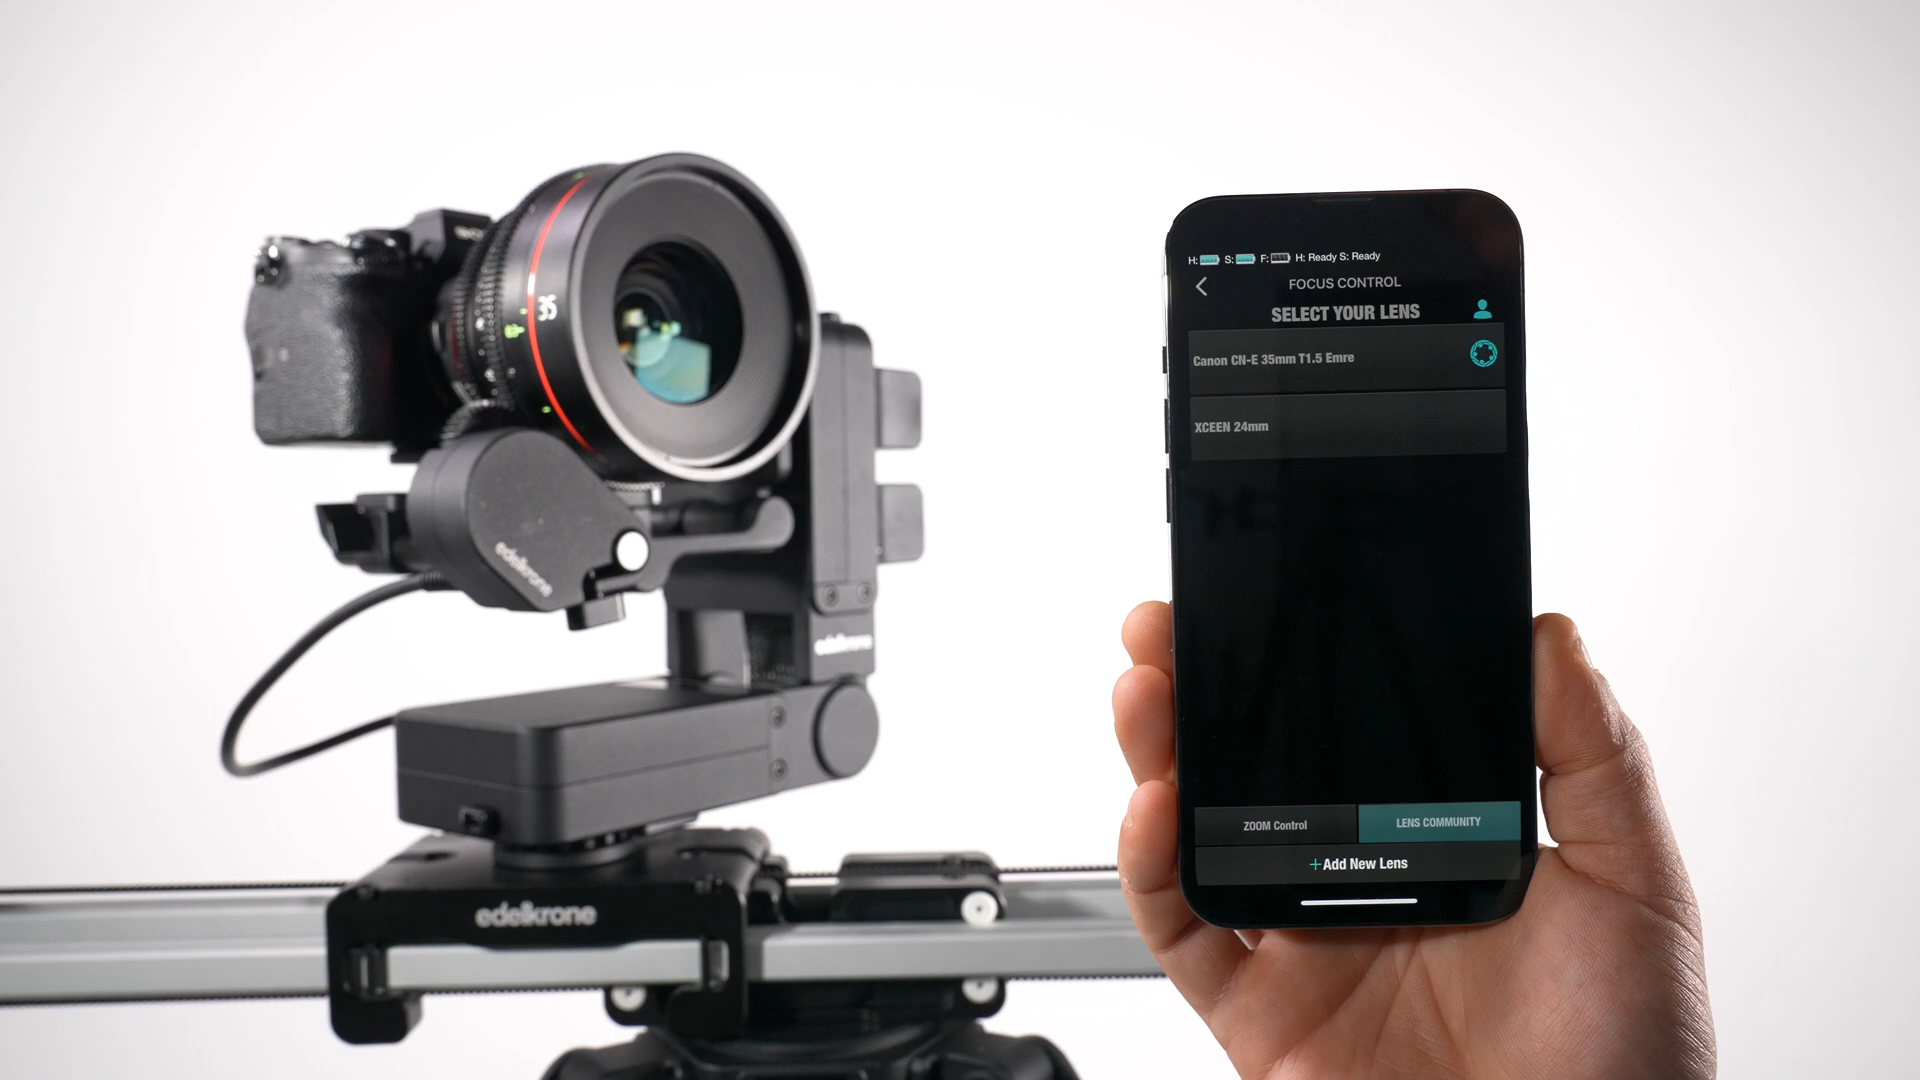 35
edelkrone
edelkrone
edelkrone
H: S: F: H: Ready S: Ready
FOCUS CONTROL
SELECT YOUR LENS
Canon CN-E 35mm T1.5 Emre
XCEEN 24mm
ZOOM Control
LENS COMMUNITY
+Add New Lens